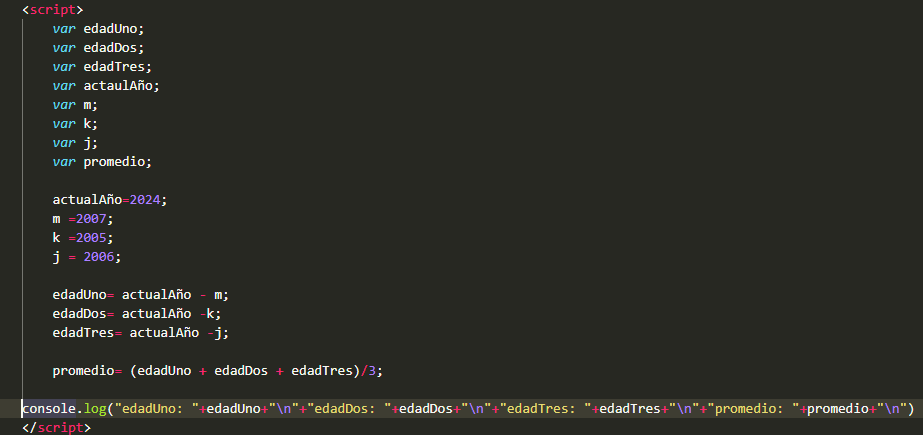 <script>
var edadUno;
var edadDos;
var edadTres;
var actaulAño;
var m;
var k;
var j;
var promedio;
actualAño=2024;
m =2007;
k =2005;
j = 2006;
edadUno= actualAño - m;
edadDos= actualAño -k;
edadTres= actualAño -j;
promedio= (edadUno + edadDos + edadTres)/3;
console.log("edadUno: "+edadUno+"\n"+"edadDos: "+edadDos+"\n"+"edadTres: "+edadTres+"\n"+"promedio: "+promedio+"\n")
</script>